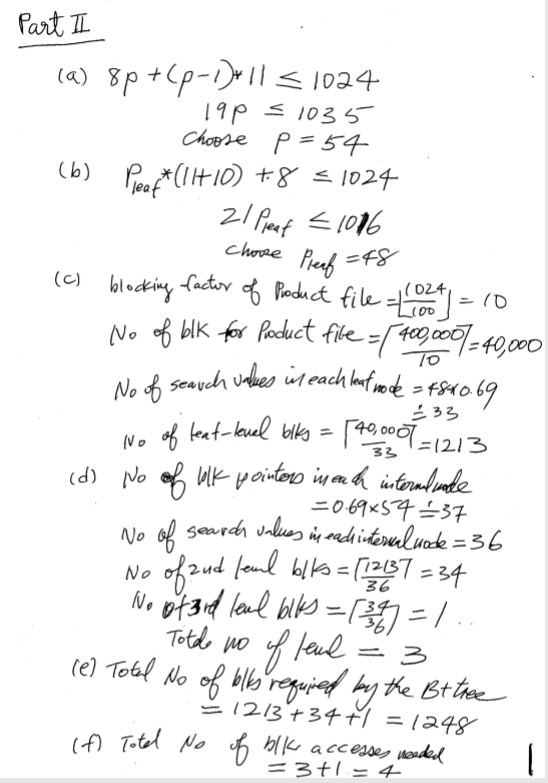 Part II
(a) 8p + (p-1)*11 ≤ 1024
19p ≤ 1035
Choose p = 54
(b) Pleaf*(11+10) + 8 ≤ 1024
21 Pleaf ≤ 1016
choose Pleaf = 48
(c) blocking factor of Product file = ⌊1024/100⌋ = 10
No of blk for Product file = ⌈400,000/10⌉ = 40,000
No of search values in each leaf node = 48×0.69
≐ 33
No of leaf-level blks = ⌈40,000/33⌉ = 1213
(d) No of blk pointers in each internal node
= 0.69×54 ≐ 37
No of search values in each internal node = 36
No of 2nd level blks = ⌈1213/36⌉ = 34
No of 3rd level blks = ⌈34/36⌉ = 1
Total no of level = 3
(e) Total No of blks required by the B+tree
= 1213+34+1 = 1248
(f) Total No of blk accesses needed
= 3+1 = 4